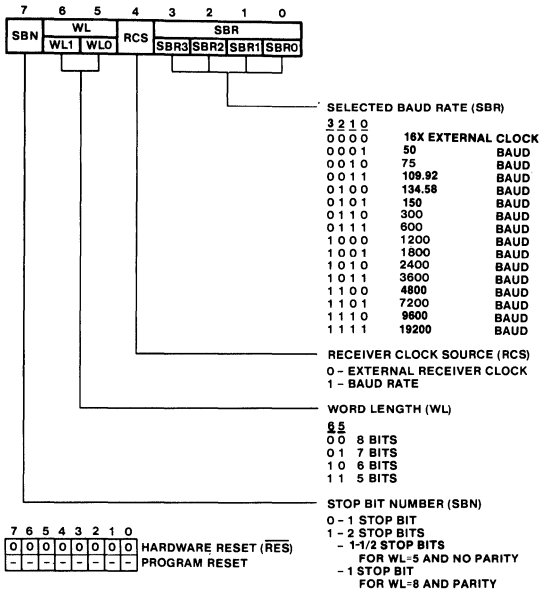 7 6 5 4 3 2 1 0
SBN WL RCS SBR
WL1 WL0 SBR3 SBR2 SBR1 SBR0
SELECTED BAUD RATE (SBR)
3 2 1 0
0 0 0 0 16X EXTERNAL CLOCK
0 0 0 1 50 BAUD
0 0 1 0 75 BAUD
0 0 1 1 109.92 BAUD
0 1 0 0 134.58 BAUD
0 1 0 1 150 BAUD
0 1 1 0 300 BAUD
0 1 1 1 600 BAUD
1 0 0 0 1200 BAUD
1 0 0 1 1800 BAUD
1 0 1 0 2400 BAUD
1 0 1 1 3600 BAUD
1 1 0 0 4800 BAUD
1 1 0 1 7200 BAUD
1 1 1 0 9600 BAUD
1 1 1 1 19200 BAUD
RECEIVER CLOCK SOURCE (RCS)
0 – EXTERNAL RECEIVER CLOCK
1 – BAUD RATE
WORD LENGTH (WL)
6 5
0 0 8 BITS
0 1 7 BITS
1 0 6 BITS
1 1 5 BITS
STOP BIT NUMBER (SBN)
0 – 1 STOP BIT
1 – 2 STOP BITS
– 1-1/2 STOP BITS
FOR WL=5 AND NO PARITY
– 1 STOP BIT
FOR WL=8 AND PARITY
7 6 5 4 3 2 1 0
0 0 0 0 0 0 0 0 HARDWARE RESET (RES)
– – – – – – – – PROGRAM RESET